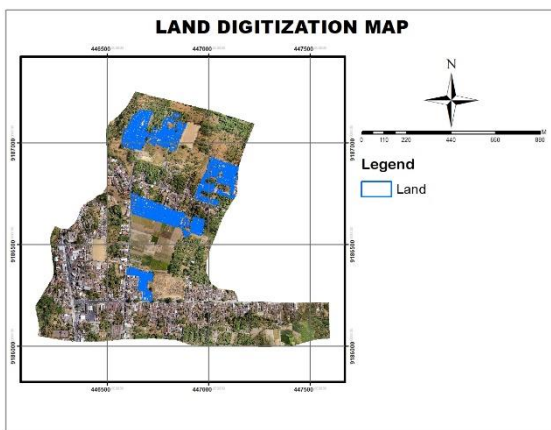 LAND DIGITIZATION MAP
446500 447000 447500
N
M
0 110 220 440 660 880
9187000 9187000
Legend
Land
9186500 9186500
9186000 9186000
446500 447000 447500